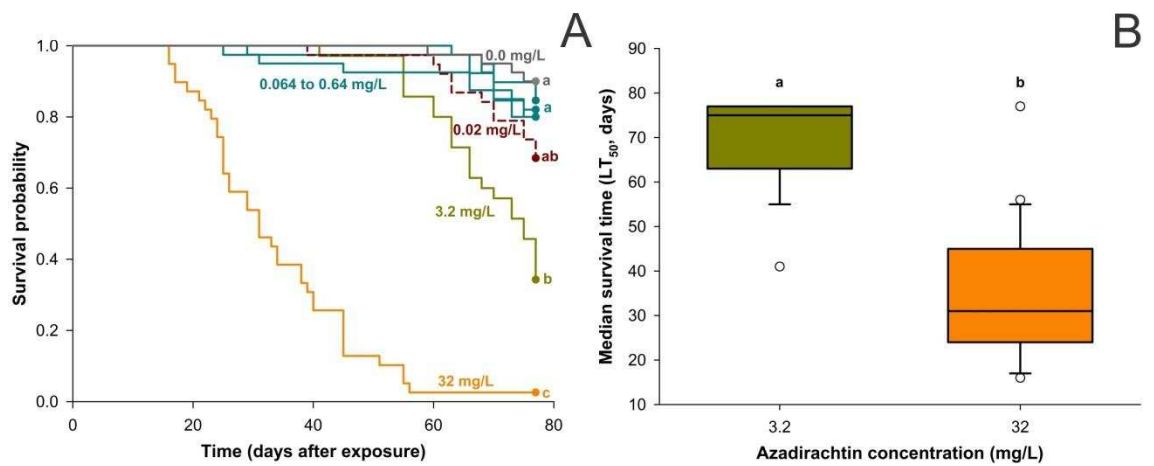 A
Survival probability
1.0
0.8
0.6
0.4
0.2
0.0
0.0 mg/L
a
0.064 to 0.64 mg/L
a
0.02 mg/L
ab
3.2 mg/L
b
32 mg/L
c
0 20 40 60 80
Time (days after exposure)
B
Median survival time (LT50, days)
90
80
70
60
50
40
30
20
10
a b
3.2 32
Azadirachtin concentration (mg/L)